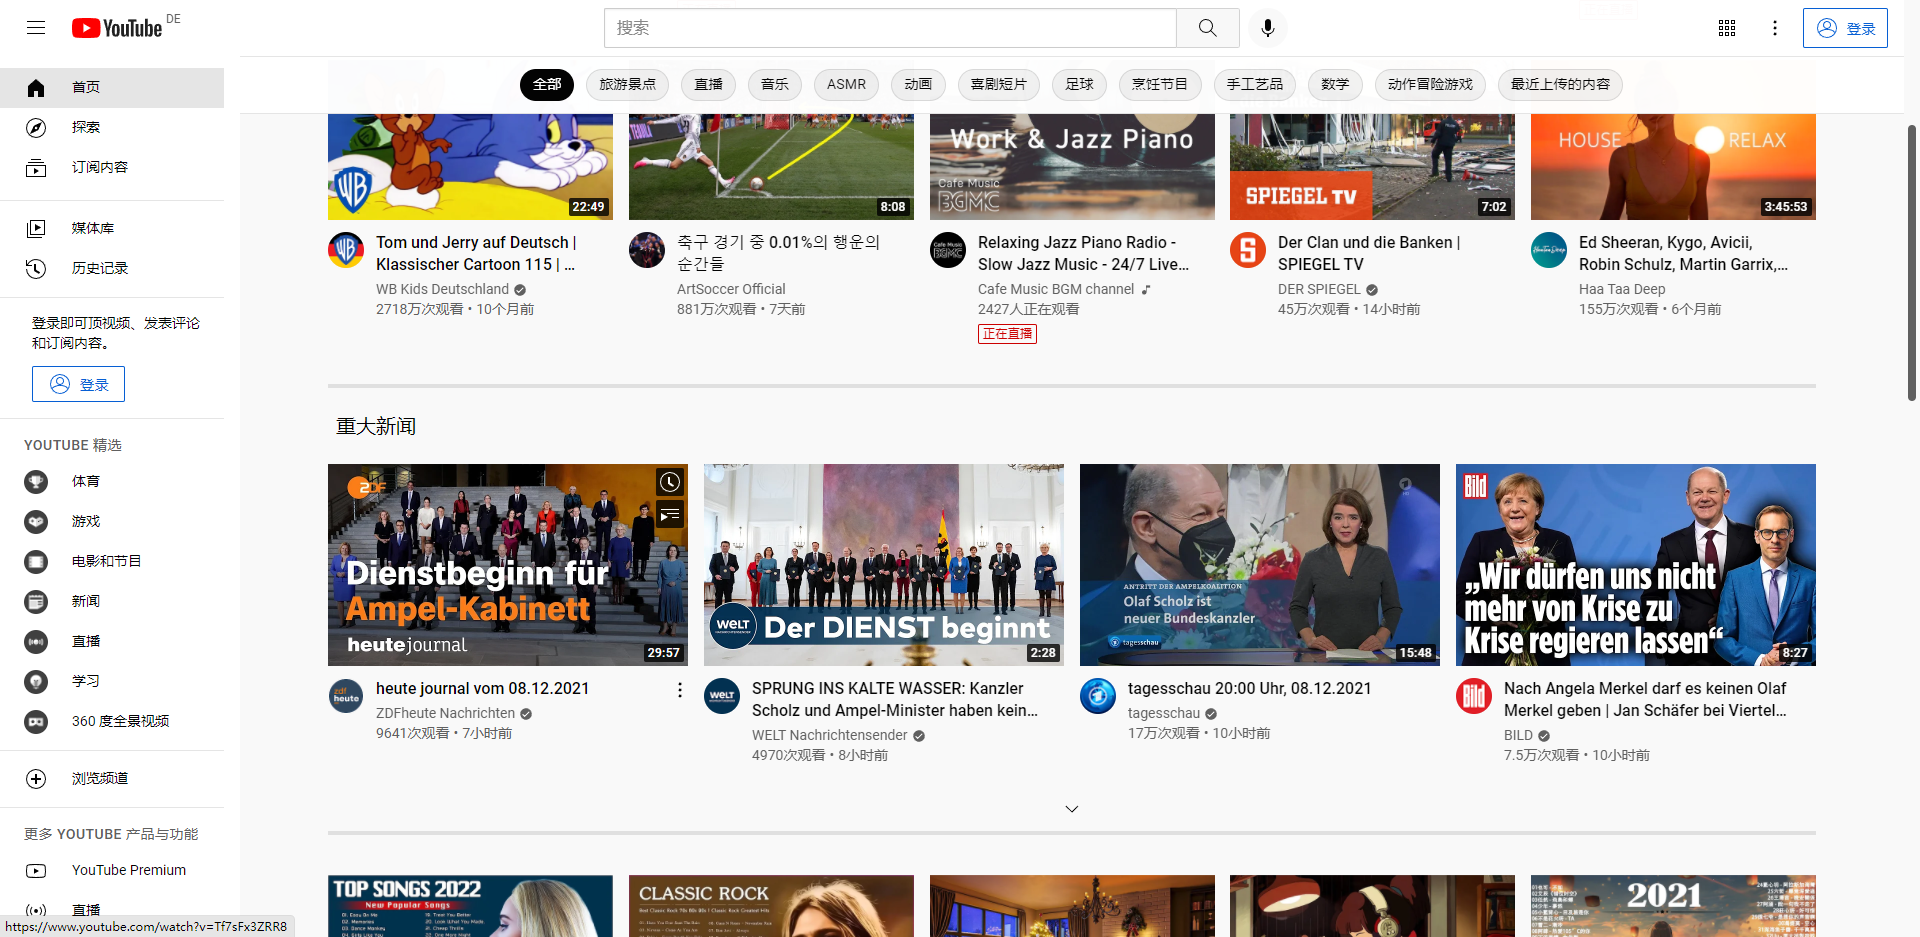 YouTube DE
搜索
登录
全部
旅游景点
直播
音乐
ASMR
动画
喜剧短片
足球
烹饪节目
手工艺品
数学
动作冒险游戏
最近上传的内容
首页
探索
订阅内容
媒体库
历史记录
登录即可顶视频、发表评论
和订阅内容。
登录
YOUTUBE 精选
体育
游戏
电影和节目
新闻
直播
学习
360 度全景视频
浏览频道
更多 YOUTUBE 产品与功能
YouTube Premium
直播
https://www.youtube.com/watch?v=Tf7sFx3ZRR8
WB
22:49
Tom und Jerry auf Deutsch |
Klassischer Cartoon 115 | ...
WB Kids Deutschland
2718万次观看 • 10个月前
8:08
축구 경기 중 0.01%의 행운의
순간들
ArtSoccer Official
881万次观看 • 7天前
Work & Jazz Piano
Cafe Music
BGMC
Relaxing Jazz Piano Radio -
Slow Jazz Music - 24/7 Live...
Cafe Music BGM channel
2427人正在观看
正在直播
SPIEGEL TV
7:02
Der Clan und die Banken |
SPIEGEL TV
DER SPIEGEL
45万次观看 • 14小时前
HOUSE RELAX
3:45:53
Ed Sheeran, Kygo, Avicii,
Robin Schulz, Martin Garrix,...
Haa Taa Deep
155万次观看 • 6个月前
重大新闻
ZDF
Dienstbeginn für
Ampel-Kabinett
heute journal
29:57
zdf
heute
heute journal vom 08.12.2021
ZDFheute Nachrichten
9641次观看 • 7小时前
WELT
Der DIENST beginnt
2:28
WELT
SPRUNG INS KALTE WASSER: Kanzler
Scholz und Ampel-Minister haben kein...
WELT Nachrichtensender
4970次观看 • 8小时前
ANTRITT DER AMPELKOALITION
Olaf Scholz ist
neuer Bundeskanzler
tagesschau
15:48
tagesschau 20:00 Uhr, 08.12.2021
tagesschau
17万次观看 • 10小时前
Bild
„Wir dürfen uns nicht
mehr von Krise zu
Krise regieren lassen“
8:27
Bild
Nach Angela Merkel darf es keinen Olaf
Merkel geben | Jan Schäfer bei Viertel...
BILD
7.5万次观看 • 10小时前
TOP SONGS 2022
New Popular Songs
CLASSIC ROCK
2021